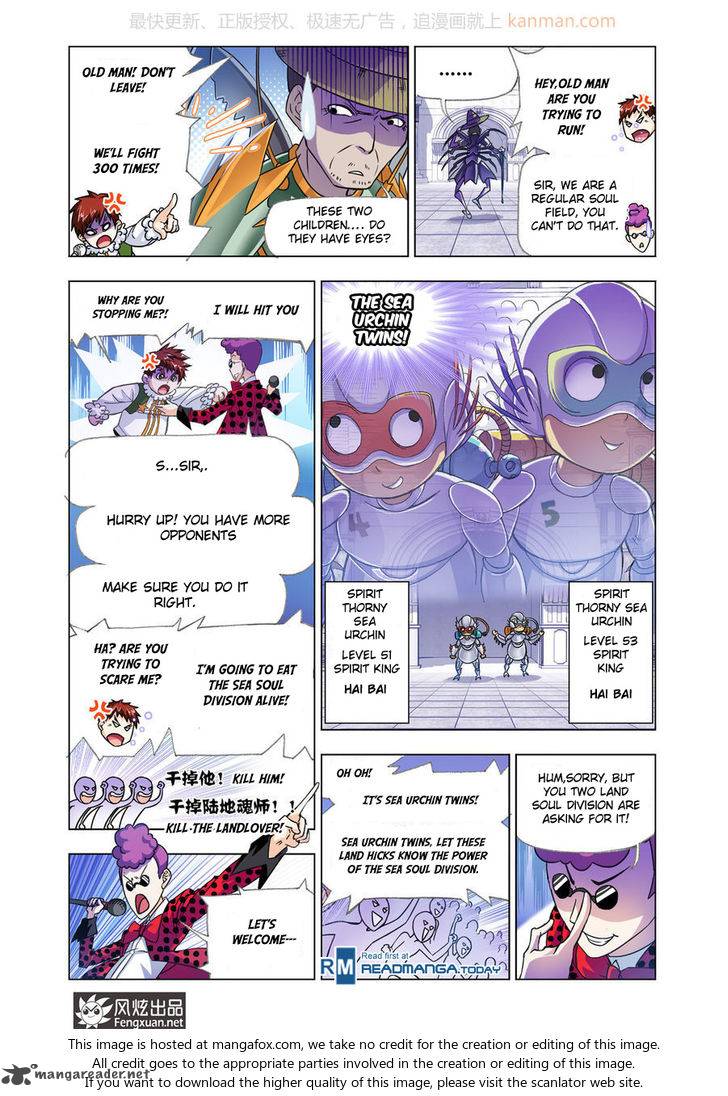 最快更新、正版授权、极速无广告，追漫画就上 kanman.com
OLD MAN! DON'T
LEAVE!
WE'LL FIGHT
300 TIMES!
THESE TWO
CHILDREN.... DO
THEY HAVE EYES?
......
HEY,OLD MAN
ARE YOU
TRYING TO
RUN!
SIR, WE ARE A
REGULAR SOUL
FIELD, YOU
CAN'T DO THAT.
WHY ARE YOU
STOPPING ME?!
I WILL HIT YOU
S...SIR,.
HURRY UP! YOU HAVE MORE
OPPONENTS
MAKE SURE YOU DO IT
RIGHT.
HA? ARE YOU
TRYING TO
SCARE ME?
I'M GOING TO EAT
THE SEA SOUL
DIVISION ALIVE!
干掉他！ KILL HIM!
干掉陆地魂师！！
KILL THE LANDLOVER!
LET'S
WELCOME---
THE SEA
URCHIN
TWINS!
4
5
SPIRIT
THORNY
SEA
URCHIN
LEVEL 51
SPIRIT KING
HAI BAI
SPIRIT
THORNY SEA
URCHIN
LEVEL 53
SPIRIT
KING
HAI BAI
OH OH!
IT'S SEA URCHIN TWINS!
SEA URCHIN TWINS, LET THESE
LAND HICKS KNOW THE POWER
OF THE SEA SOUL DIVISION.
HUM,SORRY, BUT
YOU TWO LAND
SOUL DIVISION ARE
ASKING FOR IT!
RM Read first at
READMANGA.TODAY
风炫出品
Fengxuan.net
This image is hosted at mangafox.com, we take no credit for the creation or editing of this image.
All credit goes to the appropriate parties involved in the creation or editing of this image.
If you want to download the higher quality of this image, please visit the scanlator web site.
mangareader.net